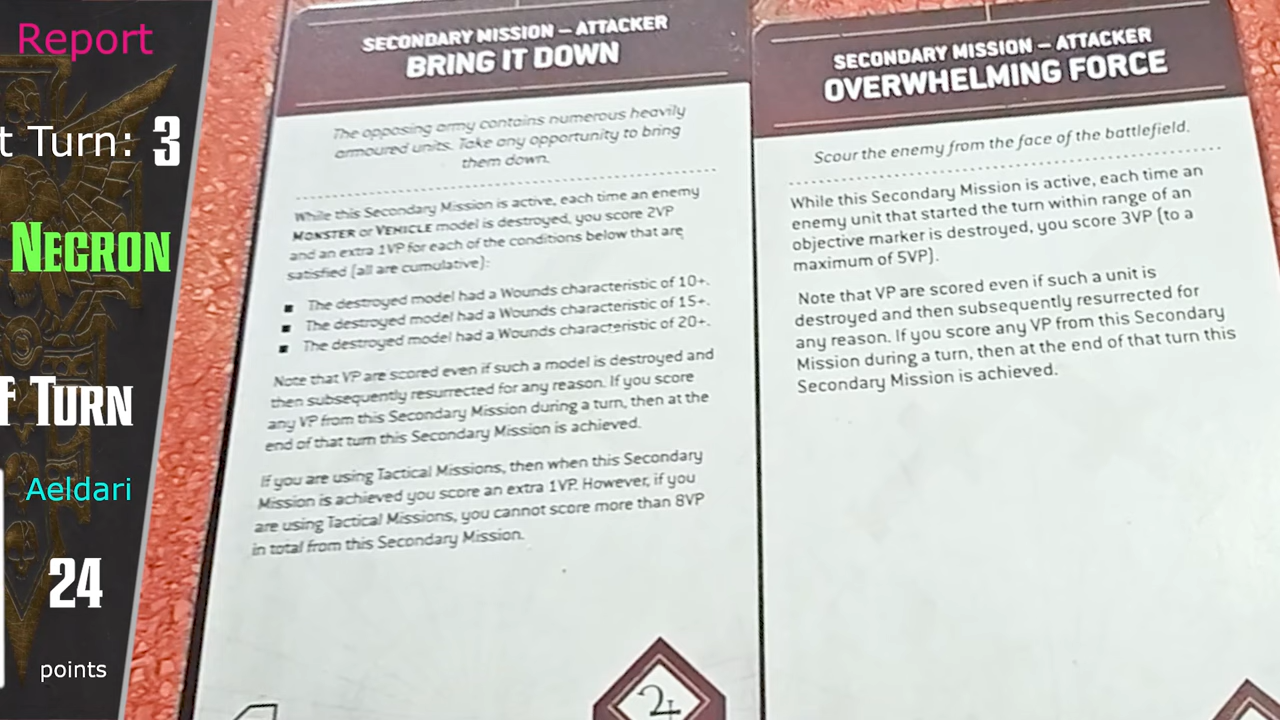 Report
t Turn: 3
NEGRON
F TURN
Aeldari
24
points
SECONDARY MISSION – ATTACKER
BRING IT DOWN
The opposing army contains numerous heavily
armoured units. Take any opportunity to bring
them down.
While this Secondary Mission is active, each time an enemy
MONSTER or VEHICLE model is destroyed, you score 2VP
and an extra 1VP for each of the conditions below that are
satisfied (all are cumulative):
■ The destroyed model had a Wounds characteristic of 10+.
■ The destroyed model had a Wounds characteristic of 15+.
■ The destroyed model had a Wounds characteristic of 20+.
Note that VP are scored even if such a model is destroyed and
then subsequently resurrected for any reason. If you score
any VP from this Secondary Mission during a turn, then at the
end of that turn this Secondary Mission is achieved.
If you are using Tactical Missions, then when this Secondary
Mission is achieved you score an extra 1VP. However, if you
are using Tactical Missions, you cannot score more than 8VP
in total from this Secondary Mission.
SECONDARY MISSION – ATTACKER
OVERWHELMING FORCE
Scour the enemy from the face of the battlefield.
While this Secondary Mission is active, each time an
enemy unit that started the turn within range of an
objective marker is destroyed, you score 3VP (to a
maximum of 5VP).
Note that VP are scored even if such a unit is
destroyed and then subsequently resurrected for
any reason. If you score any VP from this Secondary
Mission during a turn, then at the end of that turn this
Secondary Mission is achieved.